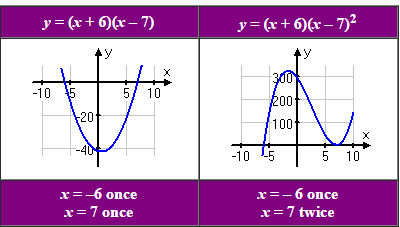 y = (x + 6)(x – 7)
y = (x + 6)(x – 7)²
y
x
-10 -5 5 10
-20
-40
y
300
200
100
x
-10 -5 5 10
x = –6 once
x = 7 once
x = – 6 once
x = 7 twice